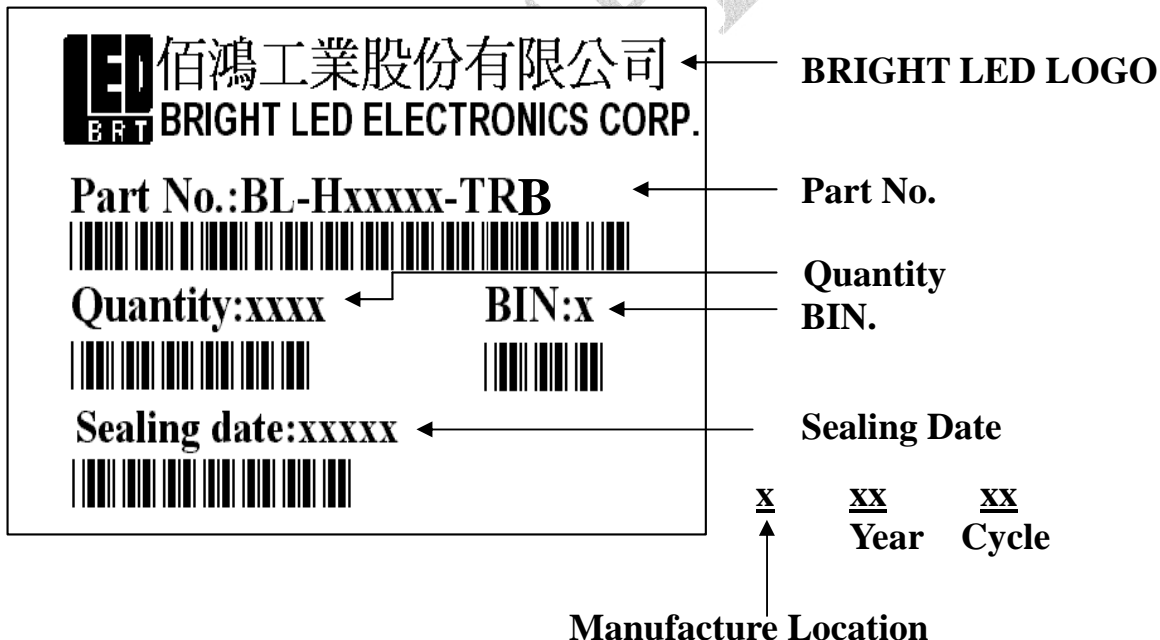 LED
BRT
佰鴻工業股份有限公司
BRIGHT LED ELECTRONICS CORP.
BRIGHT LED LOGO
Part No.:BL-Hxxxxx-TRB
Part No.
Quantity:xxxx
BIN:x
Quantity
BIN.
Sealing date:xxxxx
Sealing Date
x xx xx
Year Cycle
Manufacture Location